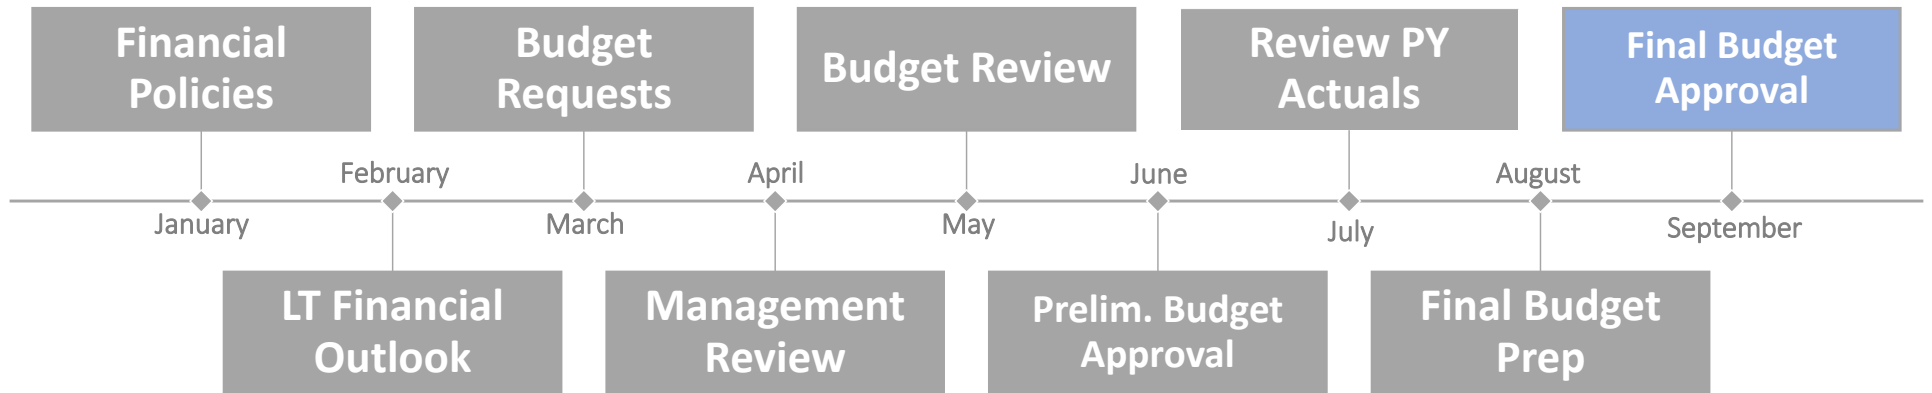 Financial
Policies
Budget
Requests
Budget Review
Review PY
Actuals
Final Budget
Approval
February
April
June
August
January
March
May
July
September
LT Financial
Outlook
Management
Review
Prelim. Budget
Approval
Final Budget
Prep